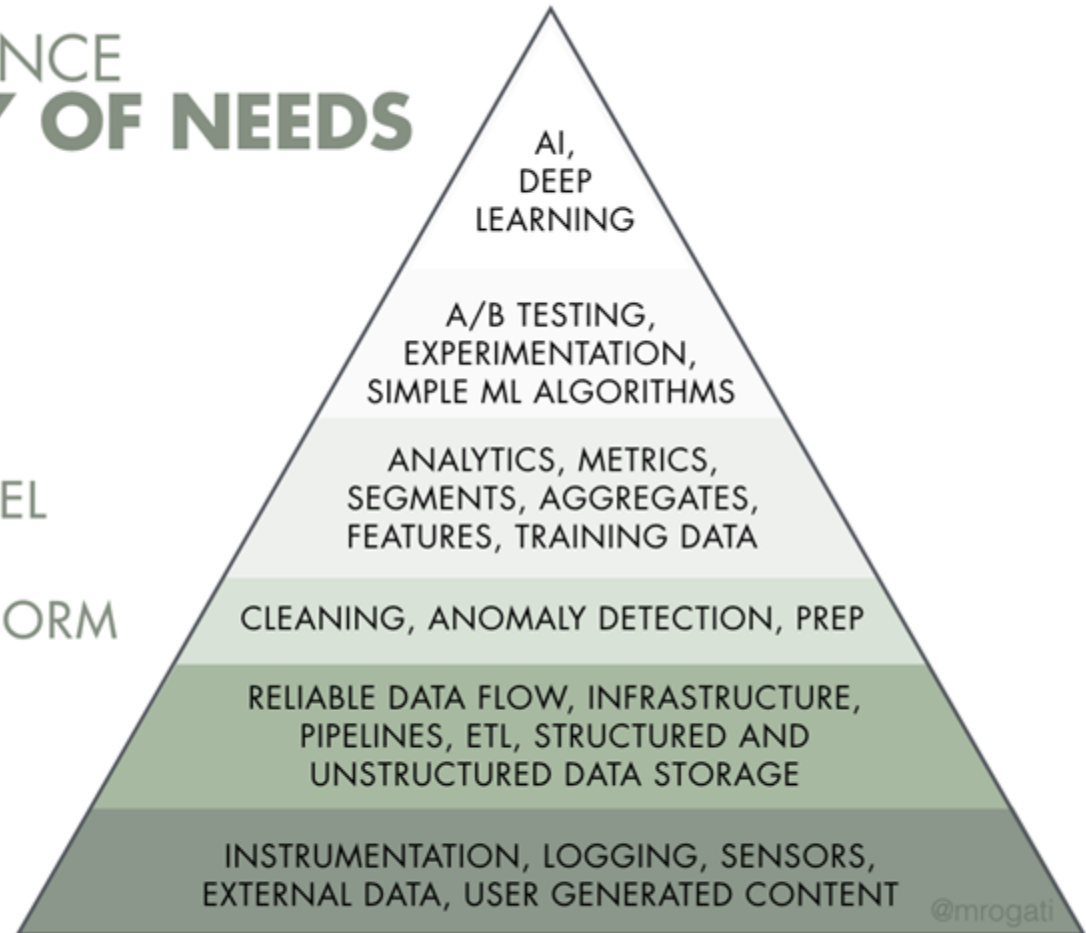 NCE
Y OF NEEDS
AI,
DEEP
LEARNING
A/B TESTING,
EXPERIMENTATION,
SIMPLE ML ALGORITHMS
ANALYTICS, METRICS,
SEGMENTS, AGGREGATES,
FEATURES, TRAINING DATA
EL
CLEANING, ANOMALY DETECTION, PREP
ORM
RELIABLE DATA FLOW, INFRASTRUCTURE,
PIPELINES, ETL, STRUCTURED AND
UNSTRUCTURED DATA STORAGE
INSTRUMENTATION, LOGGING, SENSORS,
EXTERNAL DATA, USER GENERATED CONTENT
@mrogati